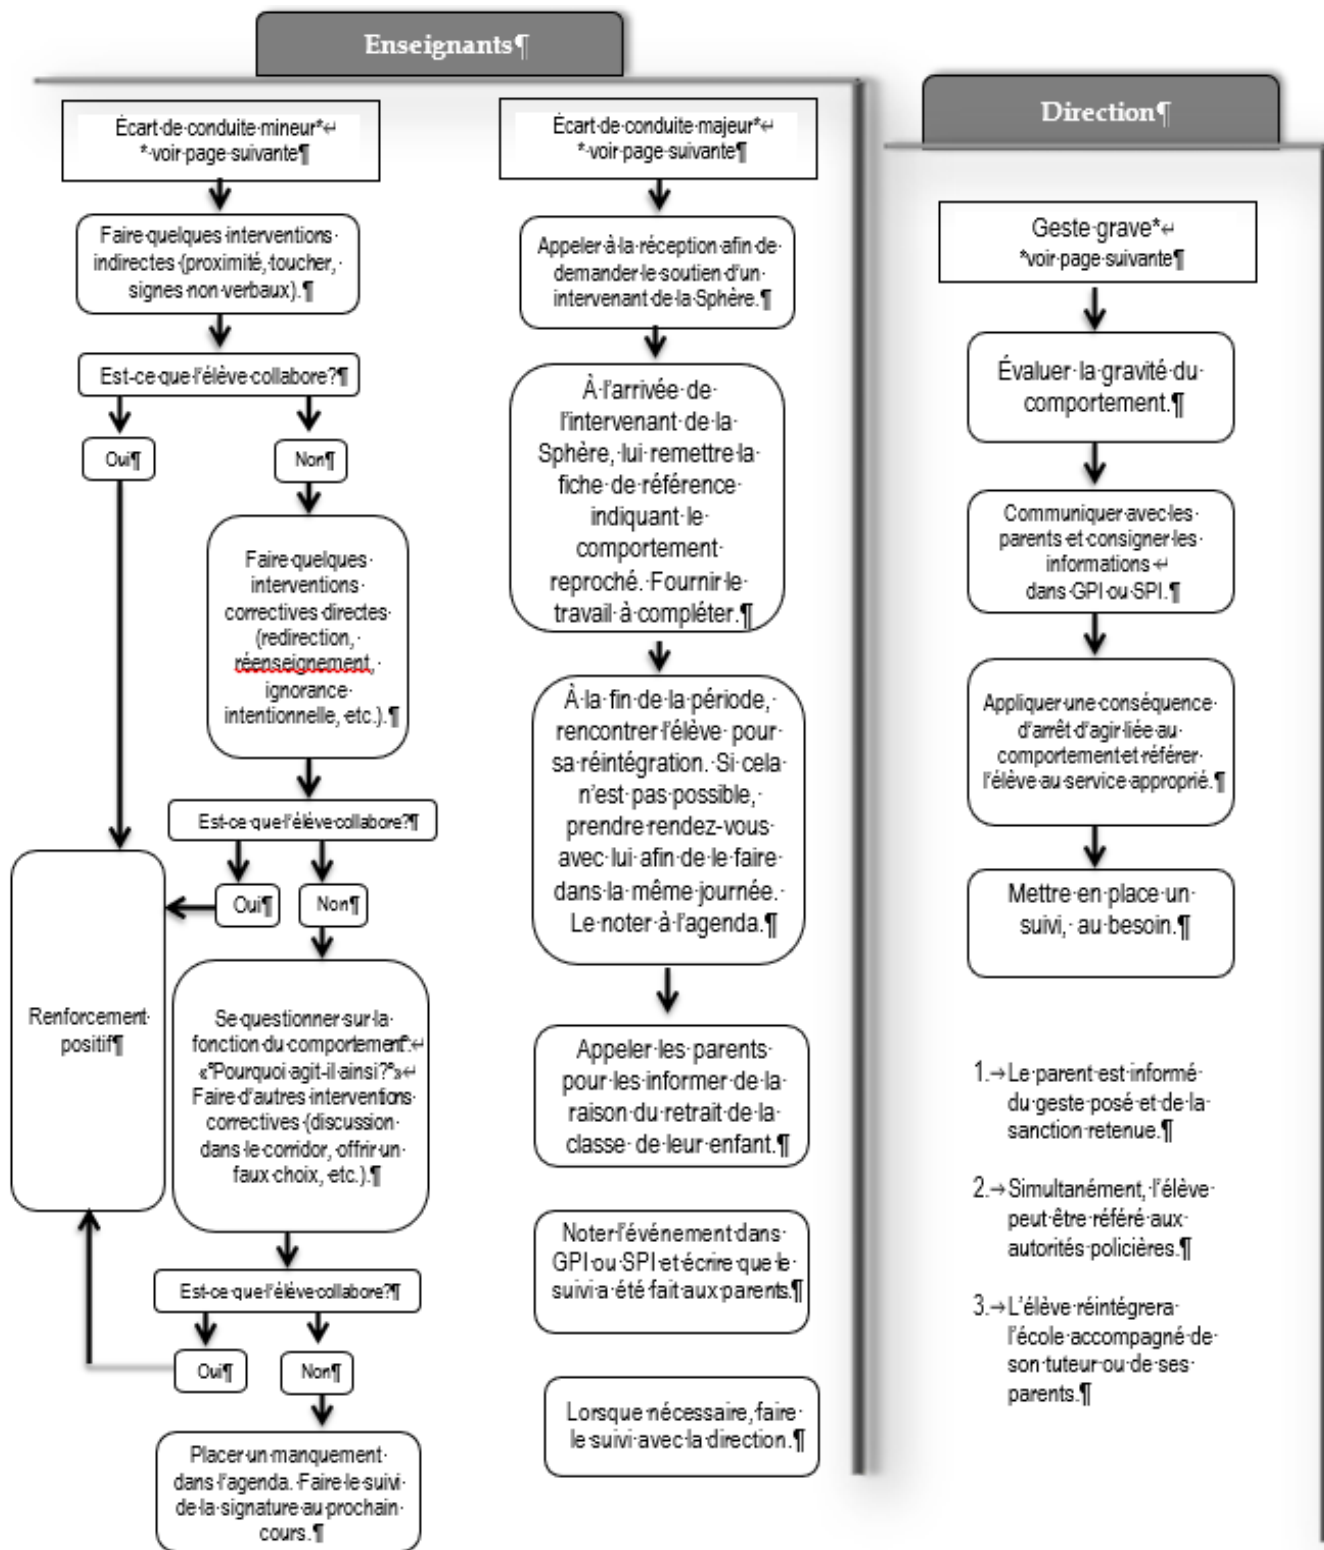 Enseignants¶
Écart·de·conduite·mineur*↵
*·voir·page·suivante¶
Faire·quelques·interventions·
indirectes·(proximité,·toucher,·
signes·non·verbaux).¶
Est-ce·que·l'élève·collabore?¶
Oui¶
Non¶
Faire·quelques·
interventions·
correctives·directes·
(redirection,·
réenseignement,·
ignorance·
intentionnelle,·etc.).¶
Est-ce·que·l'élève·collabore?¶
Oui¶
Non¶
Renforcement·
positif¶
Se·questionner·sur·la·
fonction·du·comportement°:↵
«°Pourquoi·agit-il·ainsi?°»↵
Faire·d'autres·interventions·
correctives·(discussion·
dans·le·corridor,·offrir·un·
faux·choix,·etc.).¶
Est-ce·que·l'élève·collabore?¶
Oui¶
Non¶
Placer·un·manquement·
dans·l'agenda.·Faire·le·suivi·
de·la·signature·au·prochain·
cours.¶
Écart·de·conduite·majeur*↵
*·voir·page·suivante¶
Appeler·à·la·réception·afin·de·
demander·le·soutien·d'un·
intervenant·de·la·Sphère.¶
À·l'arrivée·de·
l'intervenant·de·la·
Sphère,·lui·remettre·la·
fiche·de·référence·
indiquant·le·
comportement·
reproché.·Fournir·le·
travail·à·compléter.¶
À·la·fin·de·la·période,·
rencontrer·l'élève·pour·
sa·réintégration.·Si·cela·
n'est·pas·possible,·
prendre·rendez-vous·
avec·lui·afin·de·le·faire·
dans·la·même·journée.·
Le·noter·à·l'agenda.¶
Appeler·les·parents·
pour·les·informer·de·la·
raison·du·retrait·de·la·
classe·de·leur·enfant.¶
Noter·l'événement·dans·
GPI·ou·SPI·et·écrire·que·le·
suivi·a·été·fait·aux·parents.¶
Lorsque·nécessaire,·faire·
le·suivi·avec·la·direction.¶
Direction¶
Geste·grave*↵
*voir·page·suivante¶
Évaluer·la·gravité·du·
comportement.¶
Communiquer·avec·les·
parents·et·consigner·les·
informations·↵
dans·GPI·ou·SPI.¶
Appliquer·une·conséquence·
d'arrêt·d'agir·liée·au·
comportement·et·référer·
l'élève·au·service·approprié.¶
Mettre·en·place·un·
suivi,·au·besoin.¶
1.→Le·parent·est·informé·
du·geste·posé·et·de·la·
sanction·retenue.¶
2.→Simultanément,·l'élève·
peut·être·référé·aux·
autorités·policières.¶
3.→L'élève·réintégrera·
l'école·accompagné·de·
son·tuteur·ou·de·ses·
parents.¶